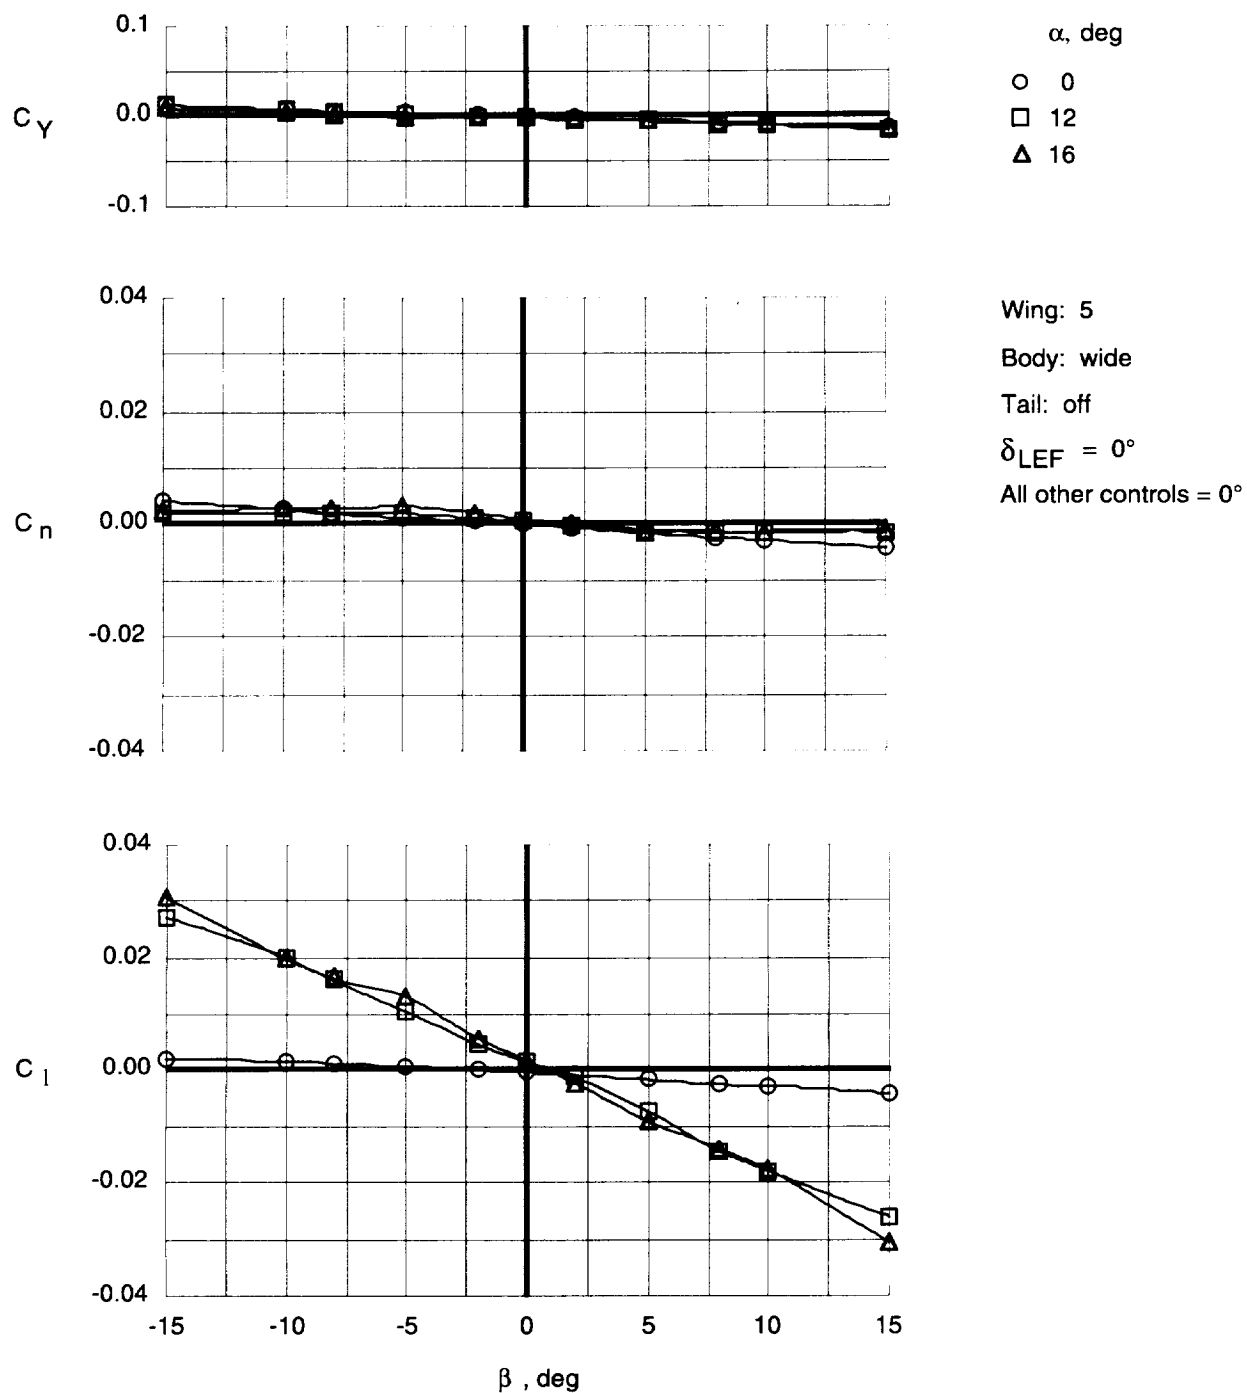 0.1
0.0
-0.1
C Y
α, deg
0
12
16
0.04
0.02
0.00
-0.02
-0.04
C n
Wing: 5
Body: wide
Tail: off
δLEF = 0°
All other controls = 0°
0.04
0.02
0.00
-0.02
-0.04
C l
-15 -10 -5 0 5 10 15
β , deg